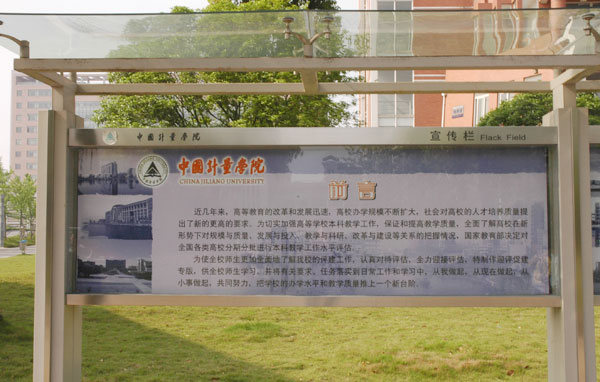 中国计量学院
宣传栏 Flack Field
中国计量学院
CHINA JILIANG UNIVERSITY
前言
近几年来，高等教育的改革和发展迅速，高校办学规模不断扩大，社会对高校的人才培养质量提
出了新的更高的要求。为切实加强高等学校本科教学工作，保证和提高教学质量，全面了解高校在新
形势下对规模与质量、发展与投入、教学与科研、改革与建设等关系的把握情况，国家教育部决定对
全国各类高校分期分批进行本科教学工作水平评估。
为使全校师生更加全面地了解我校的评建工作，认真对待评估，全力迎接评估，特制作迎评促建
专版，供全校师生学习，并将有关要求、任务落实到日常工作和学习中，从我做起，从现在做起，从
小事做起，共同努力，把学校的办学水平和教学质量推上一个新台阶。